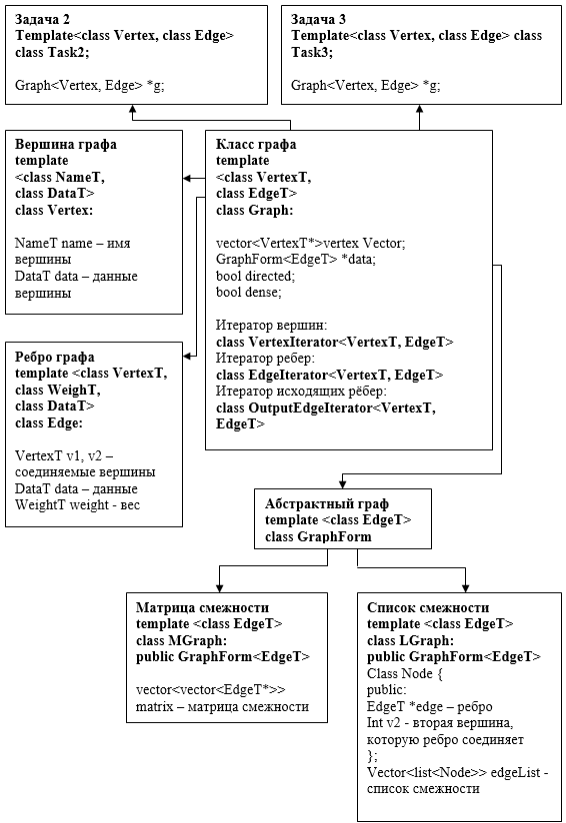 Задача 2
Template<class Vertex, class Edge>
class Task2;
Graph<Vertex, Edge> *g;
Задача 3
Template<class Vertex, class Edge> class
Task3;
Graph<Vertex, Edge> *g;
Вершина графа
template
<class NameT,
class DataT>
class Vertex:
NameT name – имя
вершины
DataT data – данные
вершины
Класс графа
template
<class VertexT,
class EdgeT>
class Graph:
vector<VertexT*>vertex Vector;
GraphForm<EdgeT> *data;
bool directed;
bool dense;
Итератор вершин:
class VertexIterator<VertexT, EdgeT>
Итератор ребер:
class EdgeIterator<VertexT, EdgeT>
Итератор исходящих рёбер:
class OutputEdgeIterator<VertexT,
EdgeT>
Ребро графа
template <class VertexT,
class WeighT,
class DataT>
class Edge:
VertexT v1, v2 –
соединяемые вершины
DataT data – данные
WeightT weight - вес
Абстрактный граф
template <class EdgeT>
class GraphForm
Матрица смежности
template <class EdgeT>
class MGraph:
public GraphForm<EdgeT>
vector<vector<EdgeT*>>
matrix – матрица смежности
Список смежности
template <class EdgeT>
class LGraph:
public GraphForm<EdgeT>
Class Node {
public:
EdgeT *edge – ребро
Int v2 - вторая вершина,
которую ребро соединяет
};
Vector<list<Node>> edgeList -
список смежности